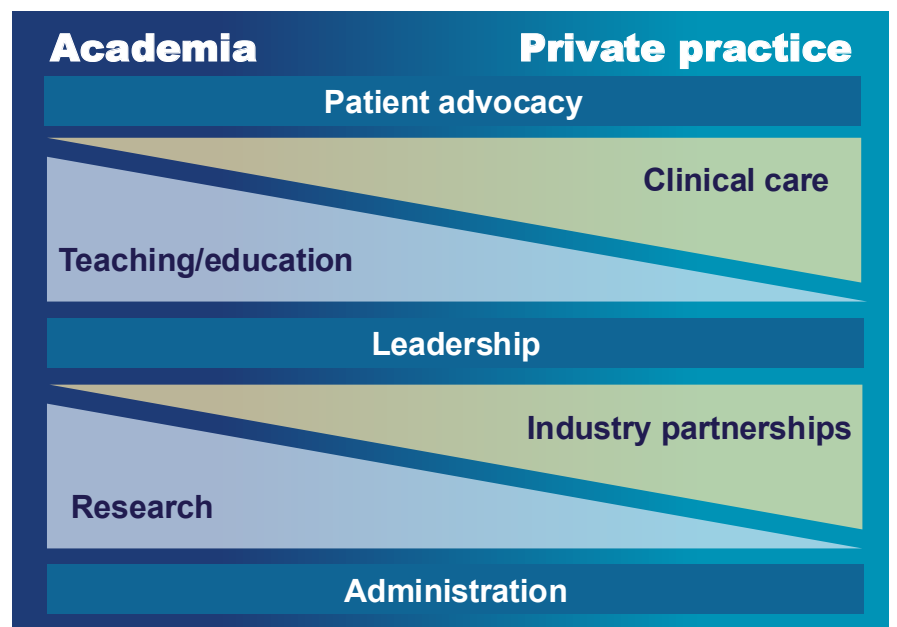 Academia
Private practice
Patient advocacy
Clinical care
Teaching/education
Leadership
Industry partnerships
Research
Administration